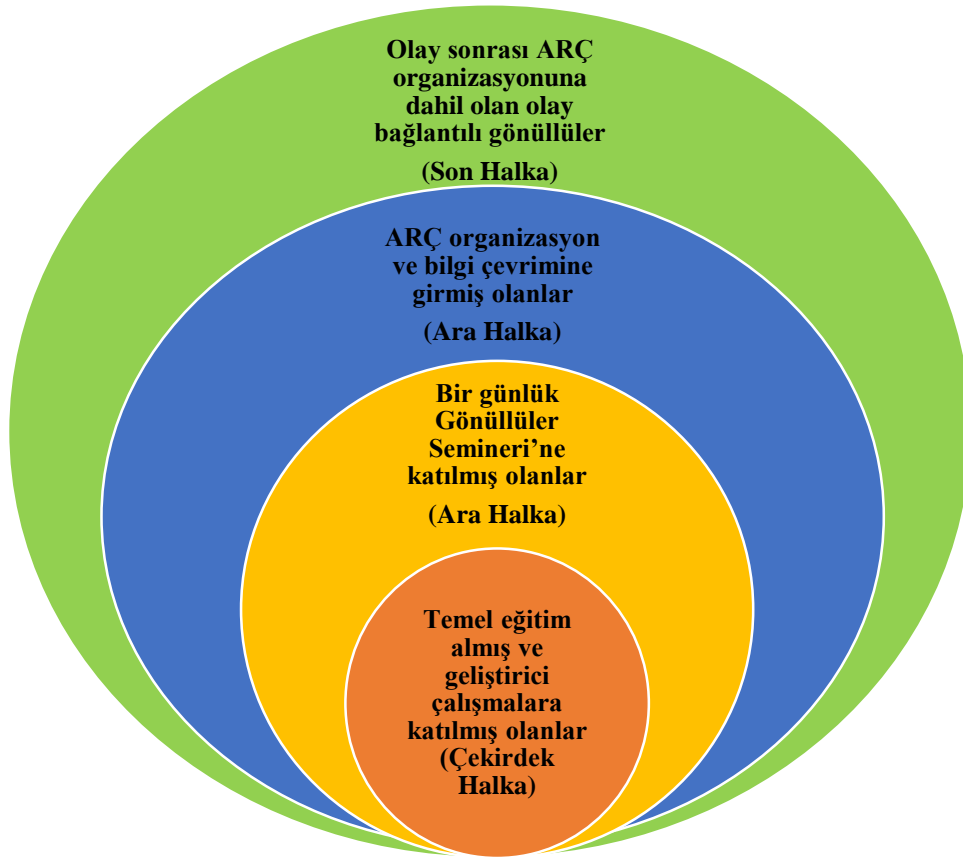 Olay sonrası ARÇ
organizasyonuna
dahil olan olay
bağlantılı gönüllüler
(Son Halka)
ARÇ organizasyon
ve bilgi çevrimine
girmiş olanlar
(Ara Halka)
Bir günlük
Gönüllüler
Semineri’ne
katılmış olanlar
(Ara Halka)
Temel eğitim
almış ve
geliştirici
çalışmalara
katılmış olanlar
(Çekirdek
Halka)